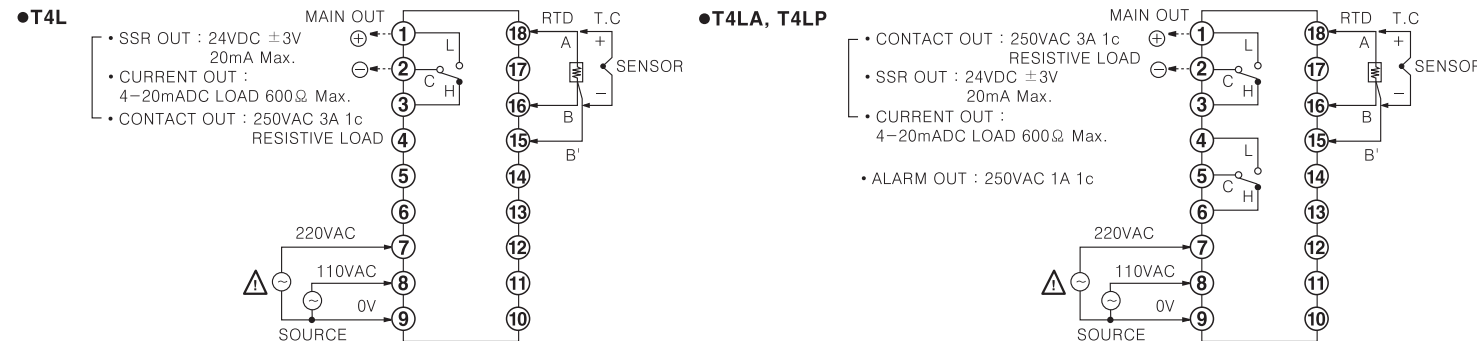 ●T4L
MAIN OUT
• SSR OUT : 24VDC ±3V
20mA Max.
• CURRENT OUT :
4-20mADC LOAD 600Ω Max.
• CONTACT OUT : 250VAC 3A 1c
RESISTIVE LOAD
⊕
⊖
L
C
H
1
2
3
4
5
6
7
8
9
220VAC
110VAC
0V
SOURCE
18
17
16
15
14
13
12
11
10
RTD T.C
A
B
B'
+
−
SENSOR
●T4LA, T4LP
MAIN OUT
• CONTACT OUT : 250VAC 3A 1c
RESISTIVE LOAD
• SSR OUT : 24VDC ±3V
20mA Max.
• CURRENT OUT :
4-20mADC LOAD 600Ω Max.
• ALARM OUT : 250VAC 1A 1c
⊕
⊖
L
C
H
L
C
H
1
2
3
4
5
6
7
8
9
220VAC
110VAC
0V
SOURCE
18
17
16
15
14
13
12
11
10
RTD T.C
A
B
B'
+
−
SENSOR